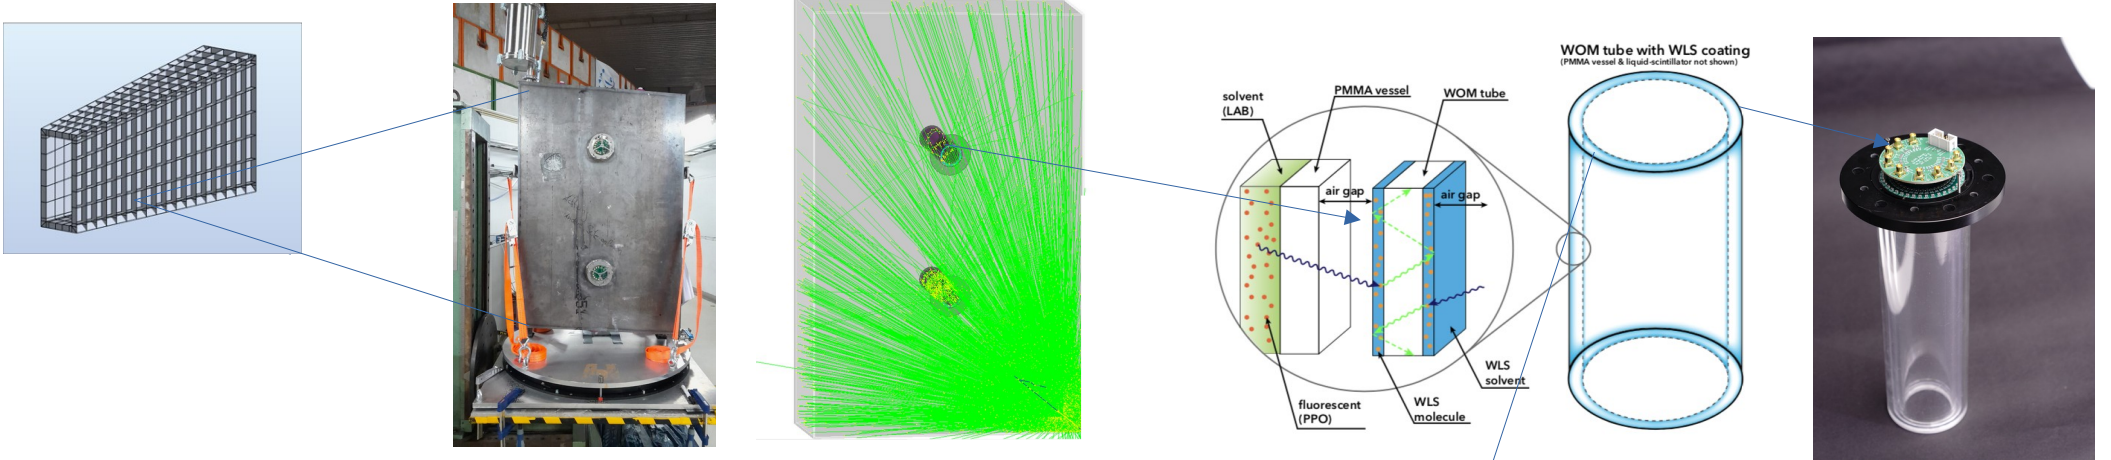 WOM tube with WLS coating
(PMMA vessel & liquid-scintillator not shown)
solvent
(LAB)
PMMA vessel
WOM tube
air gap
air gap
WLS
solvent
fluorescent
(PPO)
WLS
molecule